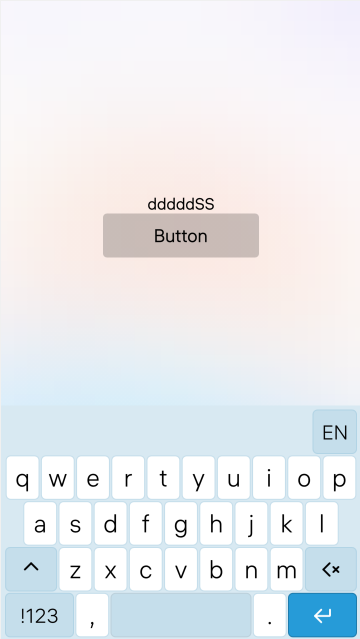 dddddSS
Button
EN
q w e r t y u i o p
a s d f g h j k l
z x c v b n m
!123 , .